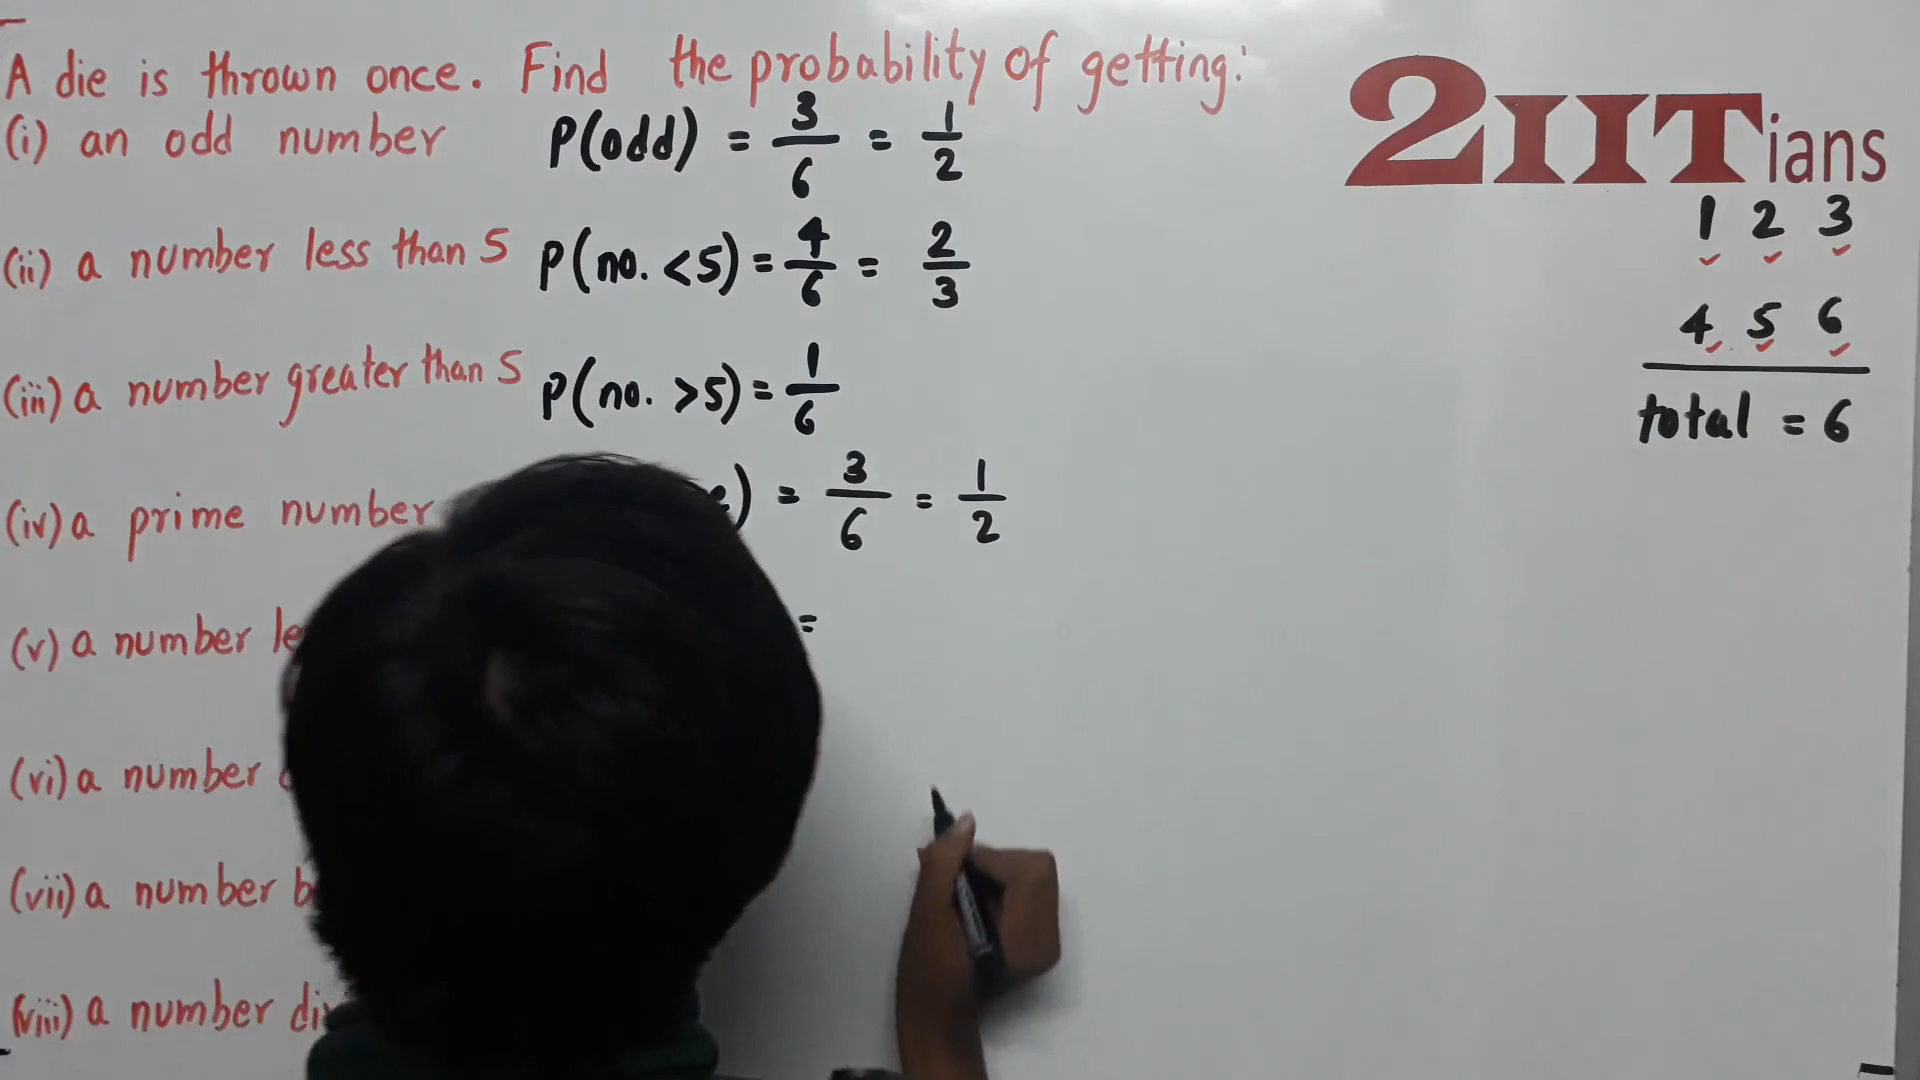 A die is thrown once. Find the probability of getting:
2IITians
(i) an odd number P(odd) = 3/6 = 1/2
1 2 3
(ii) a number less than 5 P(no. <5) = 4/6 = 2/3
4 5 6
(iii) a number greater than 5 P(no. >5) = 1/6
total = 6
(iv) a prime number ) = 3/6 = 1/2
(v) a number =
(vi) a number
(vii) a number
(viii) a number